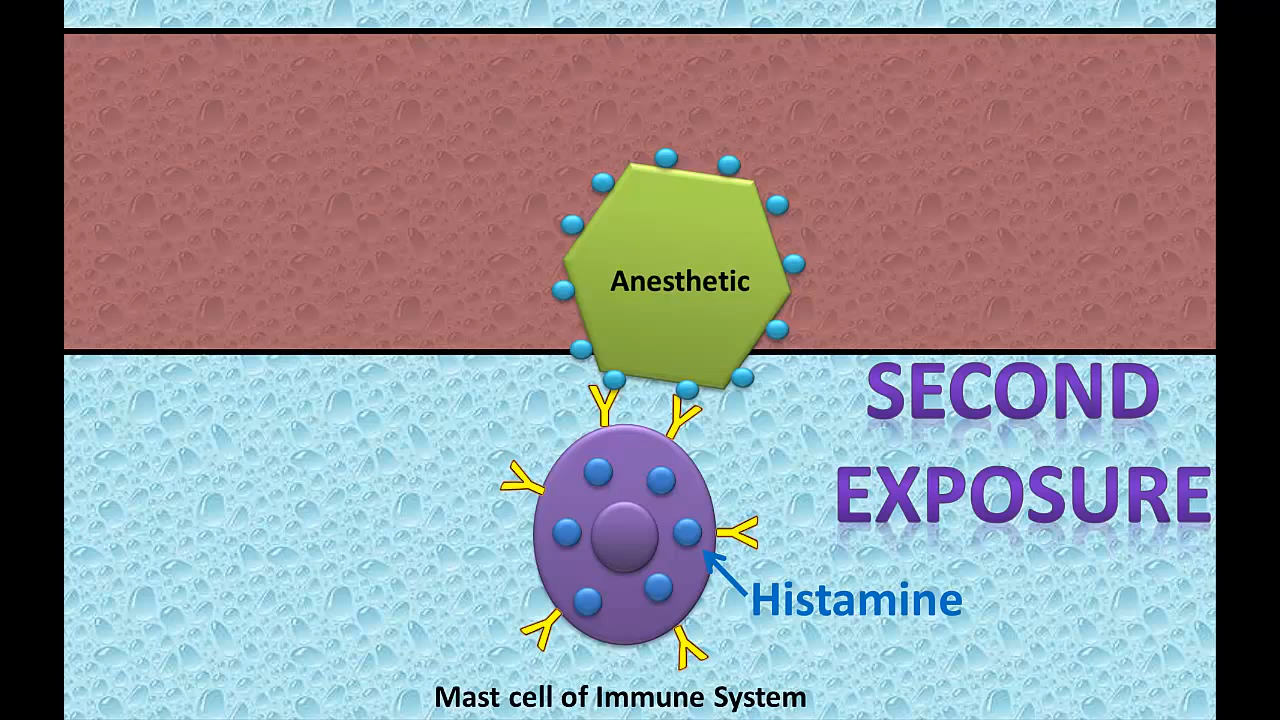 Anesthetic
SECOND
EXPOSURE
Histamine
Mast cell of Immune System